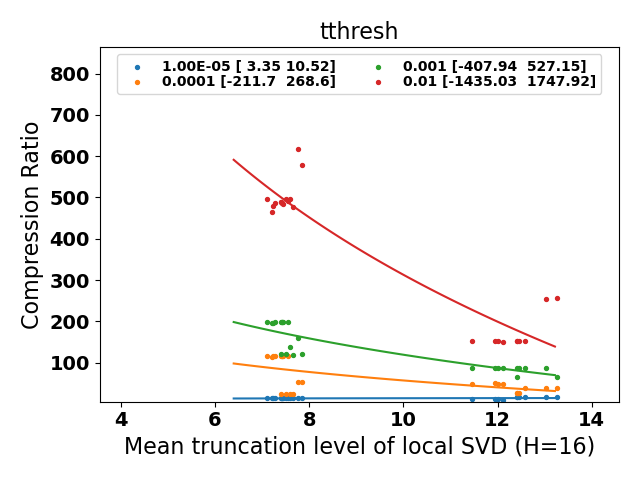 tthresh
1.00E-05 [ 3.35 10.52]
0.0001 [-211.7  268.6]
0.001 [-407.94  527.15]
0.01 [-1435.03  1747.92]
Compression Ratio
800
700
600
500
400
300
200
100
4 6 8 10 12 14
Mean truncation level of local SVD (H=16)